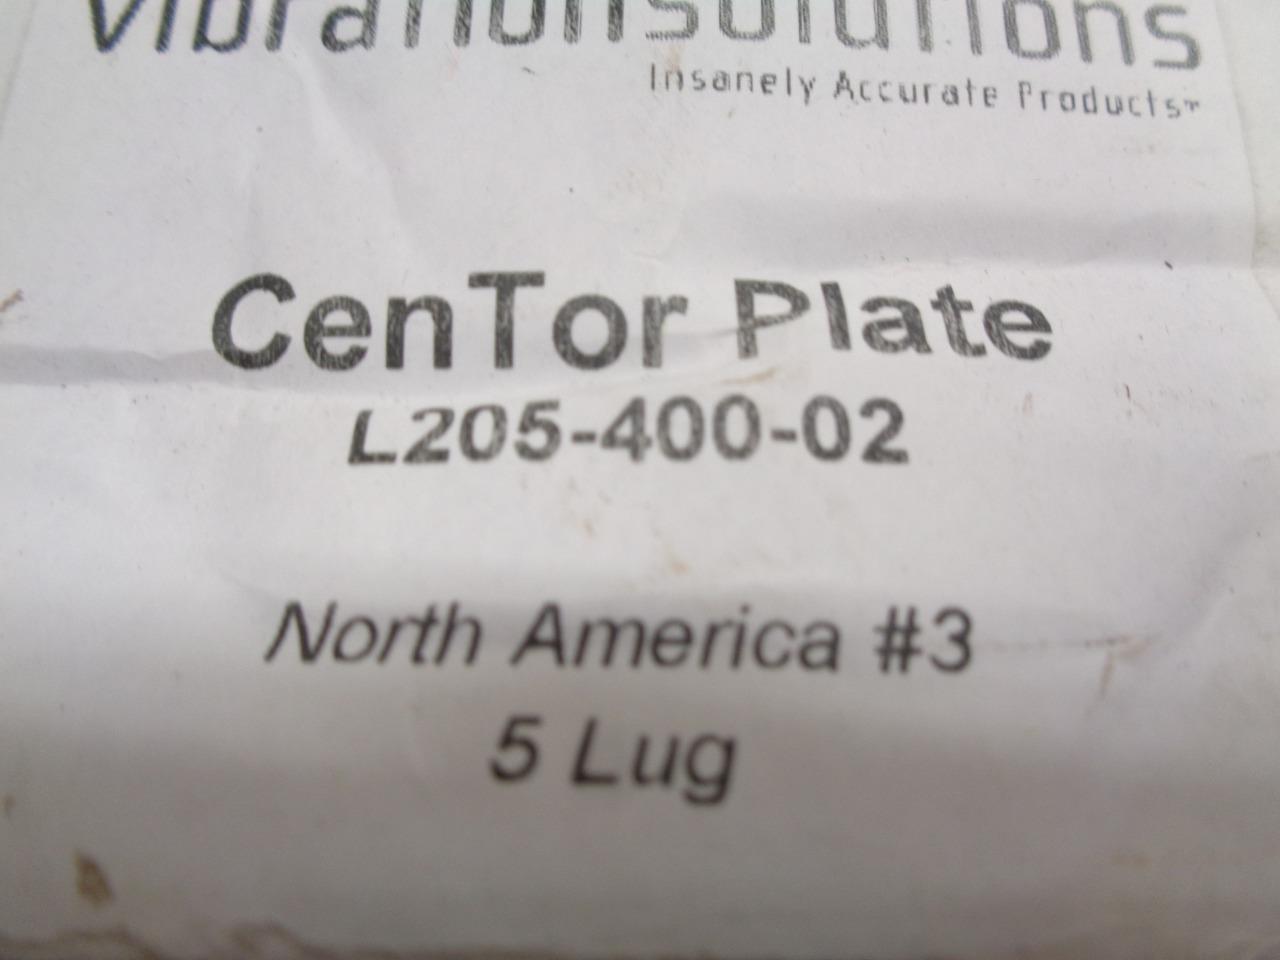 vibrationsolutions
Insanely Accurate Products™
CenTor Plate
L205-400-02
North America #3
5 Lug